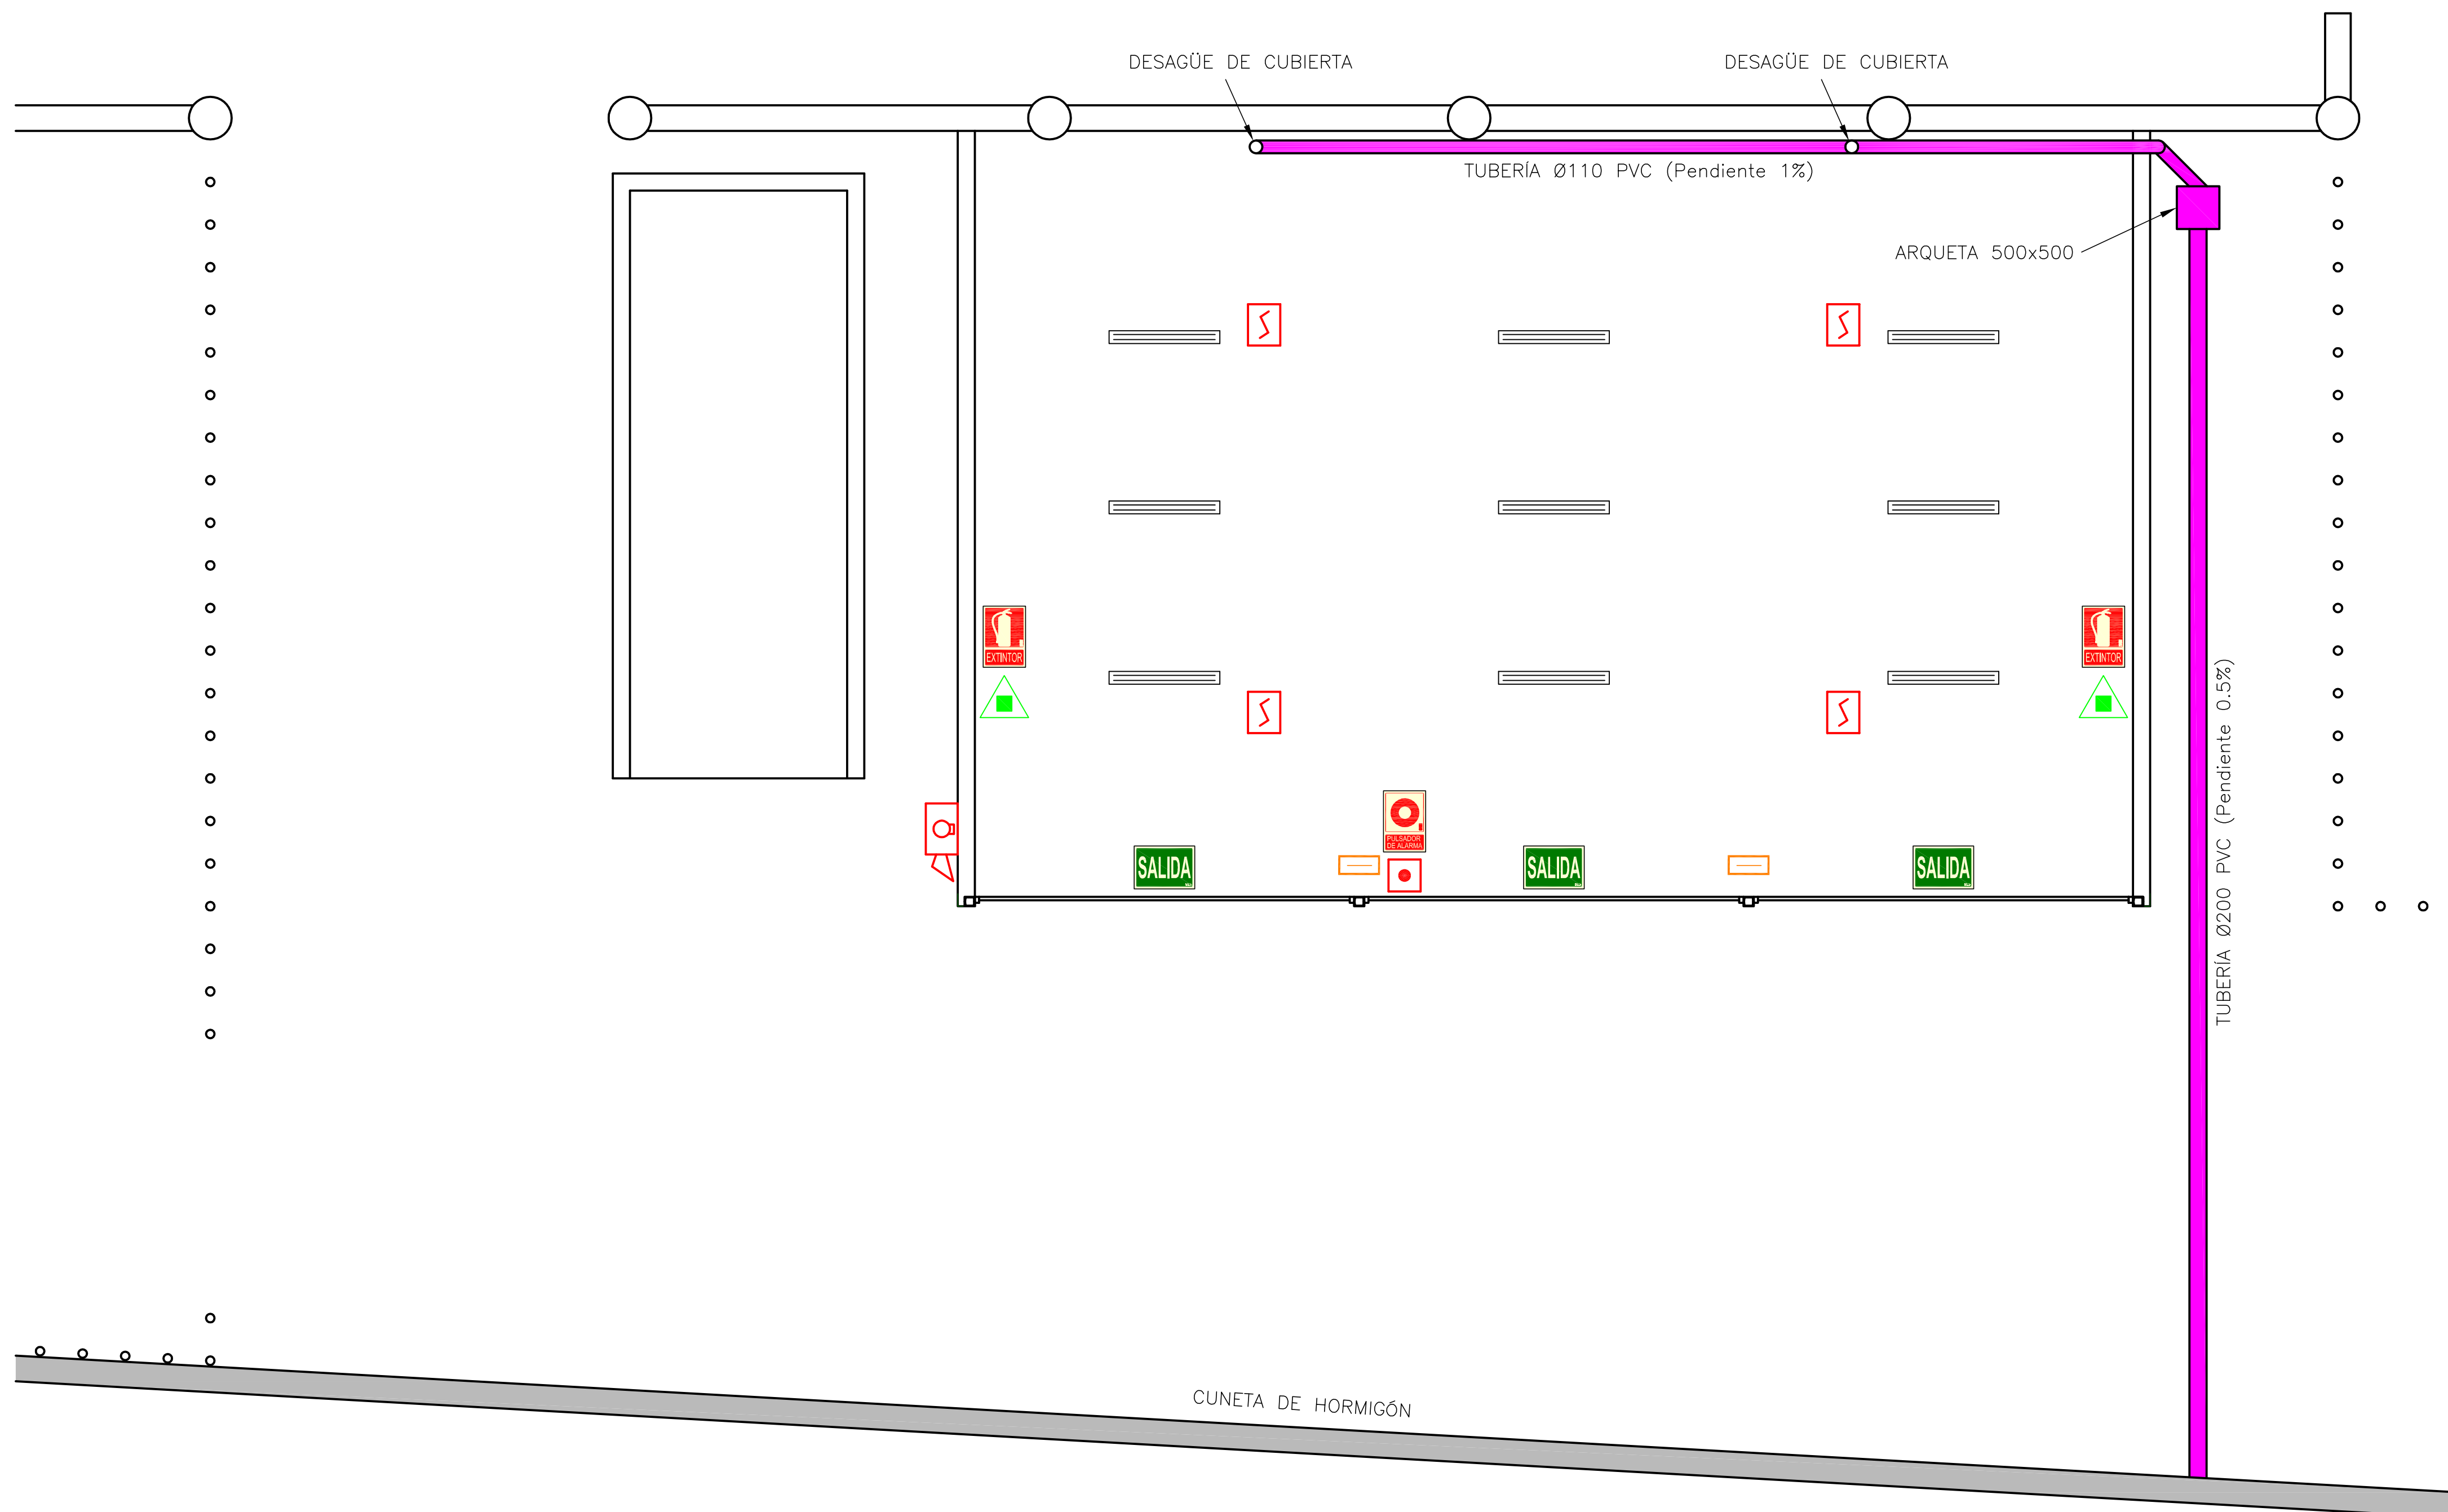 DESAGÜE DE CUBIERTA
DESAGÜE DE CUBIERTA
TUBERÍA Ø110 PVC (Pendiente 1%)
ARQUETA 500x500
EXTINTOR
EXTINTOR
TUBERÍA Ø200 PVC (Pendiente 0.5%)
PULSADOR
DE ALARMA
SALIDA
SALIDA
SALIDA
CUNETA DE HORMIGÓN